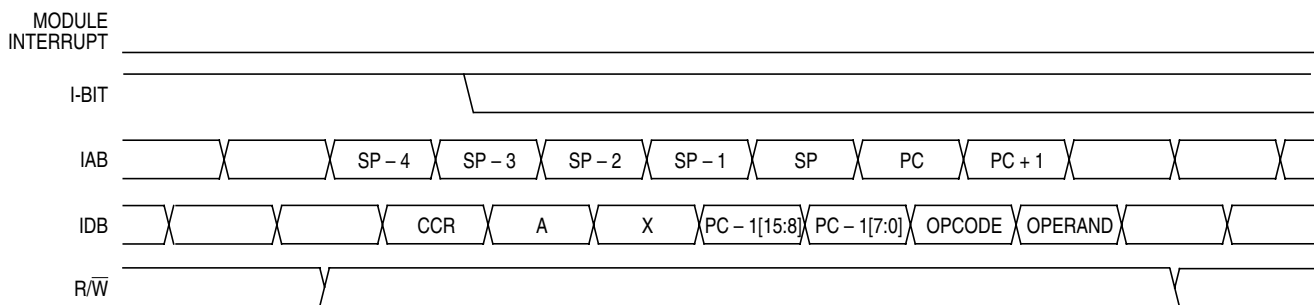 MODULE
INTERRUPT
I-BIT
IAB SP – 4 SP – 3 SP – 2 SP – 1 SP PC PC + 1
IDB CCR A X PC – 1[15:8] PC – 1[7:0] OPCODE OPERAND
R/W̅